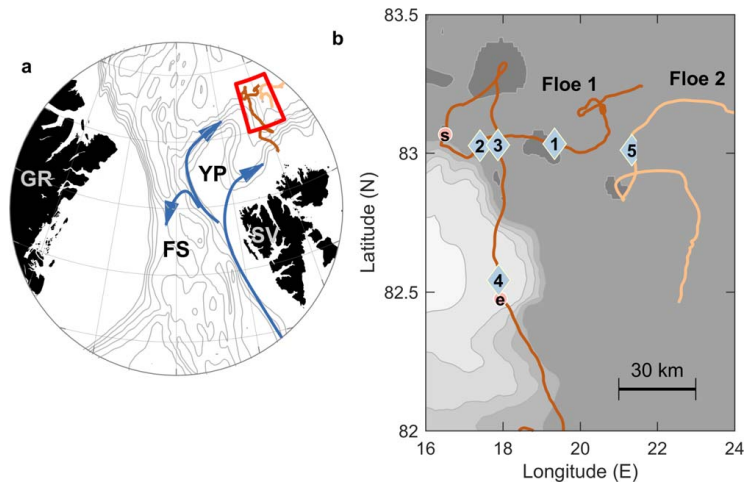 a
GR
YP
FS
SV
b
83.5
83
82.5
82
Latitude (N)
Floe 1
Floe 2
s
2
3
1
5
4
e
30 km
16
18
20
22
24
Longitude (E)